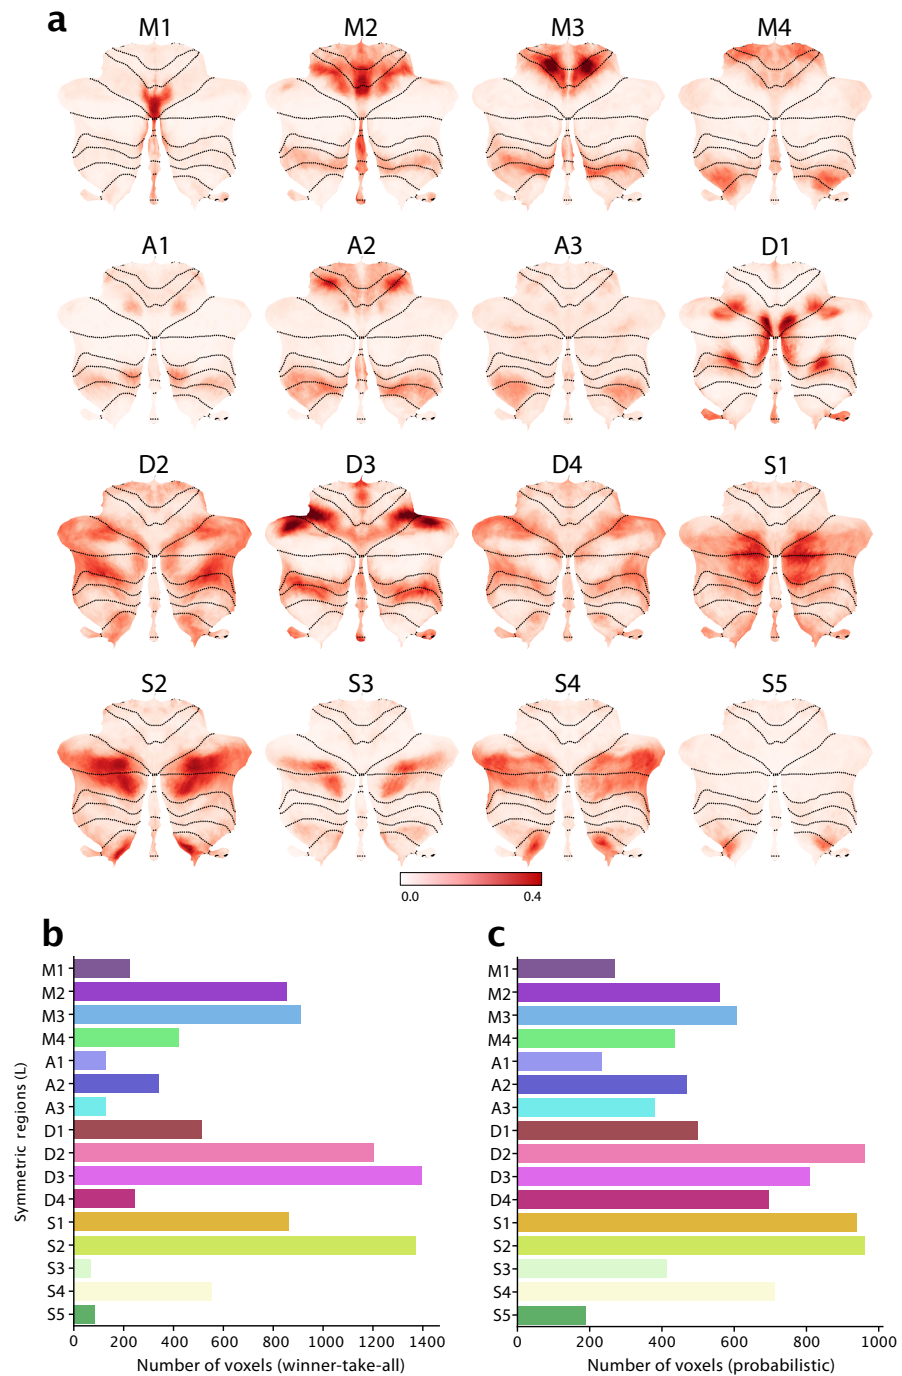 a
M1 M2 M3 M4
A1 A2 A3 D1
D2 D3 D4 S1
S2 S3 S4 S5
0.0 0.4
b
Symmetric regions (L)
M1
M2
M3
M4
A1
A2
A3
D1
D2
D3
D4
S1
S2
S3
S4
S5
0 200 400 600 800 1000 1200 1400
Number of voxels (winner-take-all)
c
M1
M2
M3
M4
A1
A2
A3
D1
D2
D3
D4
S1
S2
S3
S4
S5
0 200 400 600 800 1000
Number of voxels (probabilistic)